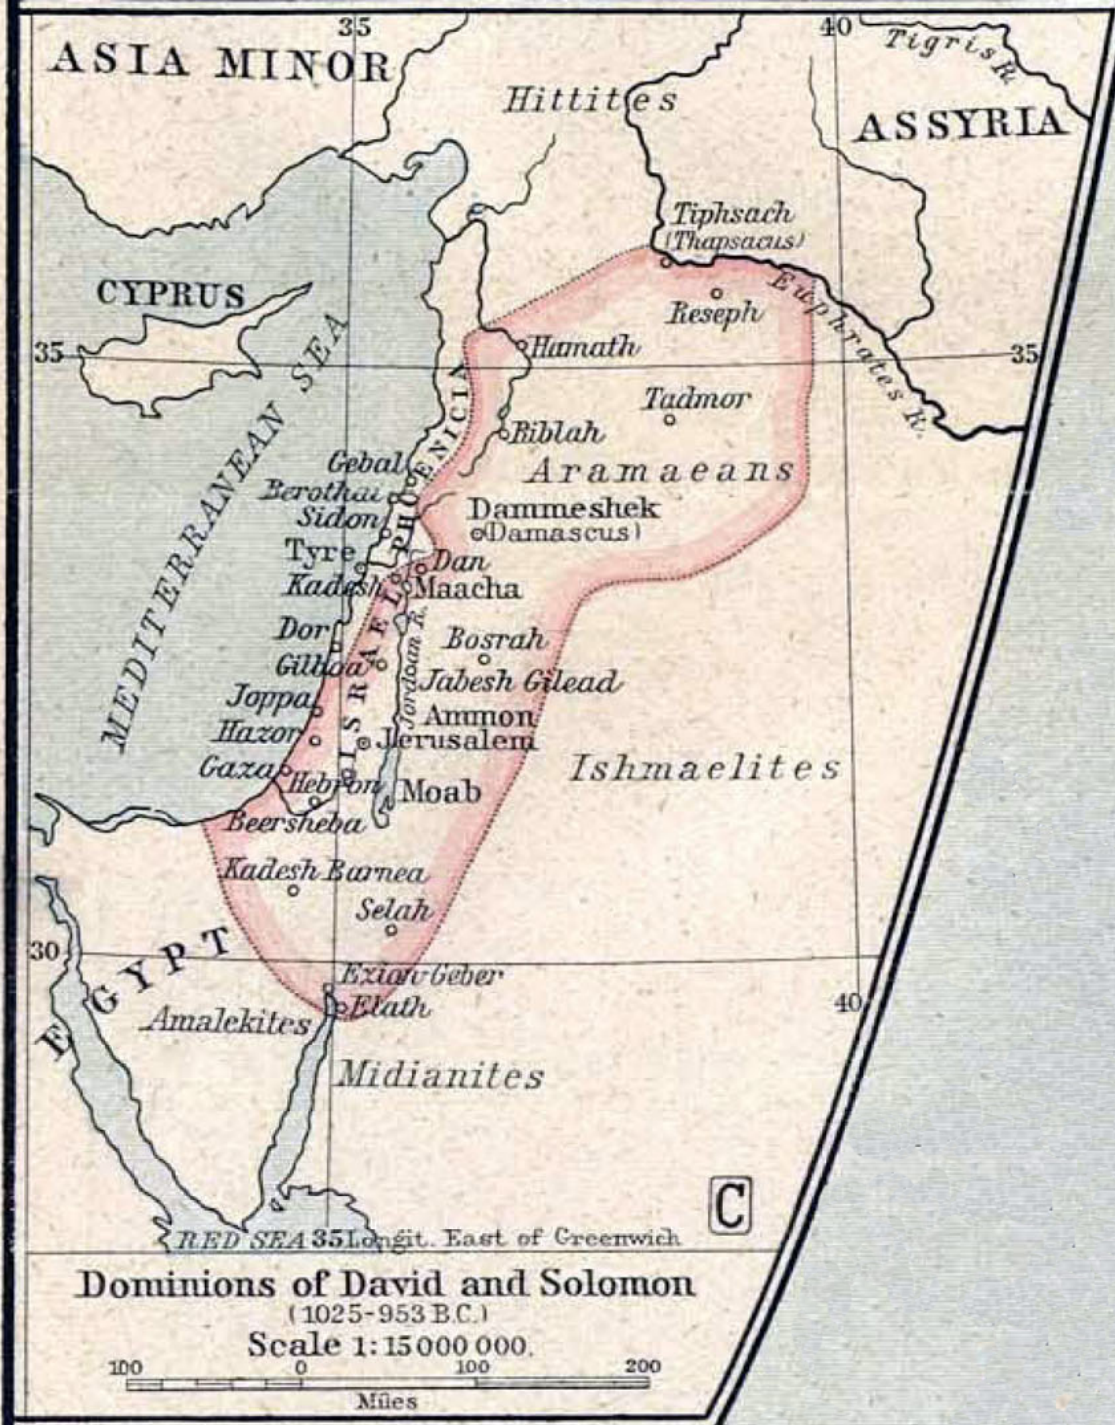 35
40
ASIA MINOR
Tigris R.
Hittites
ASSYRIA
Tiphsach
(Thapsacus)
CYPRUS
Euphrates R.
Reseph
35
Hamath
35
MEDITERRANEAN SEA
PHOENICIA
Tadmor
Riblah
Gebal
Aramaeans
Berothai
Dammeshek
Sidon
(Damascus)
Tyre
Dan
Kadesh
Maacha
ISRAEL
Jordan R.
Dor
Bosrah
Gilboa
Jabesh Gilead
Joppa
Ammon
Hazor
Jerusalem
Gaza
Ishmaelites
Hebron
Moab
Beersheba
Kadesh Barnea
Selah
30
EGYPT
Ezion Geber
Elath
40
Amalekites
Midianites
C
RED SEA 35 Longit. East of Greenwich
Dominions of David and Solomon
(1025-953 B.C.)
Scale 1:15000 000.
100 0 100 200
Miles